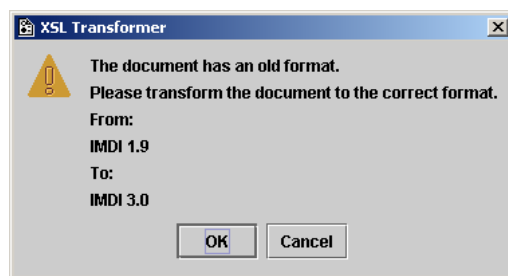 XSL Transformer
The document has an old format.
Please transform the document to the correct format.
From:
IMDI 1.9
To:
IMDI 3.0
OK Cancel